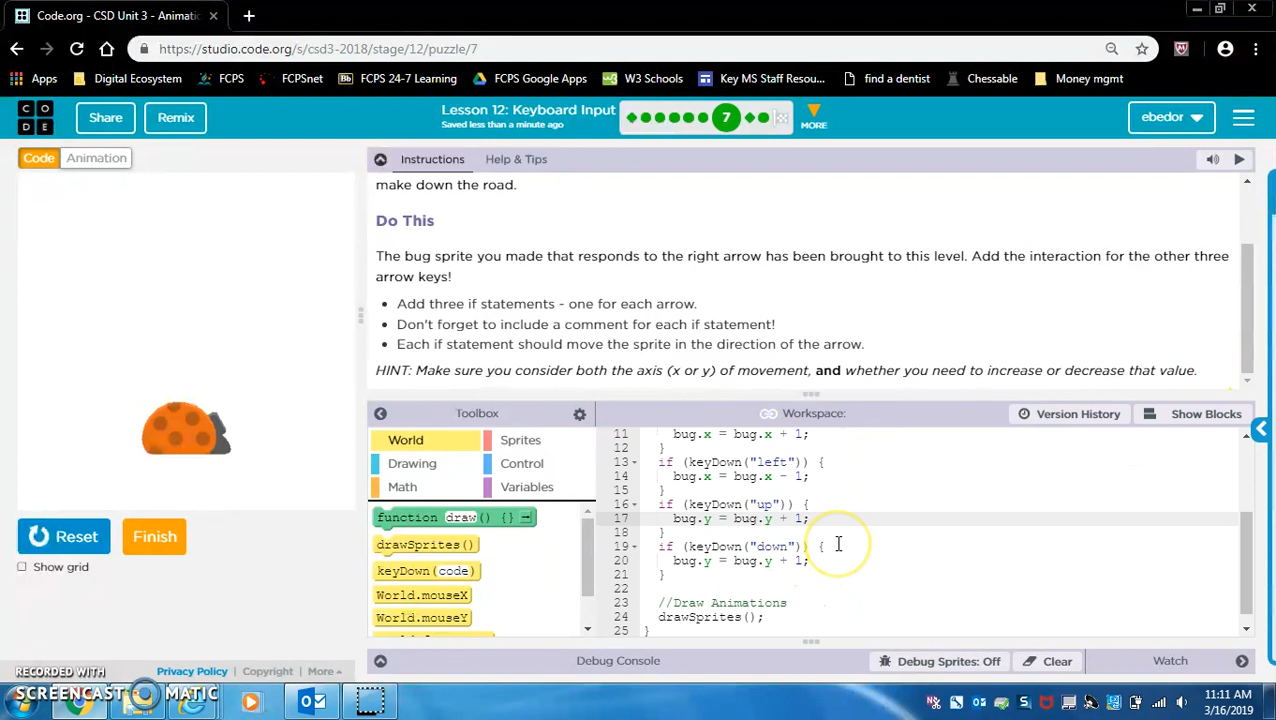 Code.org - CSD Unit 3 - Animatio
https://studio.code.org/s/csd3-2018/stage/12/puzzle/7
Apps Digital Ecosystem FCPS FCPSnet Bb FCPS 24-7 Learning FCPS Google Apps W3 Schools Key MS Staff Resou... find a dentist Chessable Money mgmt
C O
D E
Share Remix Lesson 12: Keyboard Input 7 MORE ebedor
Saved less than a minute ago
Code Animation Instructions Help & Tips
make down the road.
Do This
The bug sprite you made that responds to the right arrow has been brought to this level. Add the interaction for the other three
arrow keys!
Add three if statements - one for each arrow.
Don't forget to include a comment for each if statement!
Each if statement should move the sprite in the direction of the arrow.
HINT: Make sure you consider both the axis (x or y) of movement, and whether you need to increase or decrease that value.
Toolbox Workspace: Version History Show Blocks
World Sprites
Drawing Control
Math Variables
function draw() {}
drawSprites()
keyDown(code)
World.mouseX
World.mouseY
11 bug.x = bug.x + 1;
12 }
13 if (keyDown("left")) {
14 bug.x = bug.x - 1;
15 }
16 if (keyDown("up")) {
17 bug.y = bug.y + 1;
18 }
19 if (keyDown("down")) {
20 bug.y = bug.y + 1;
21 }
22
23 //Draw Animations
24 drawSprites();
25 }
Reset Finish
Show grid
Debug Console Debug Sprites: Off Clear Watch
Privacy Policy | Copyright | More
RECORDED WITH
SCREENCAST MATIC
11:11 AM
3/16/2019